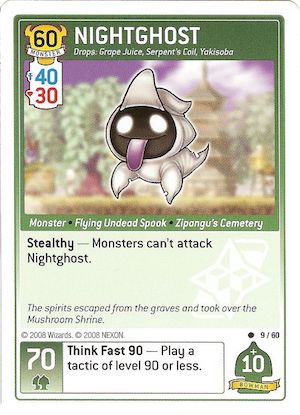 60
MONSTER
NIGHTGHOST
Drops: Grape Juice, Serpent's Coil, Yakisoba
40
30
Monster • Flying Undead Spook • Zipangu's Cemetery
Stealthy — Monsters can't attack
Nightghost.
The spirits escaped from the graves and took over the
Mushroom Shrine.
© 2008 Wizards. © 2008 NEXON.
9 / 60
70
Think Fast 90 — Play a
tactic of level 90 or less.
+
10
BOWMAN